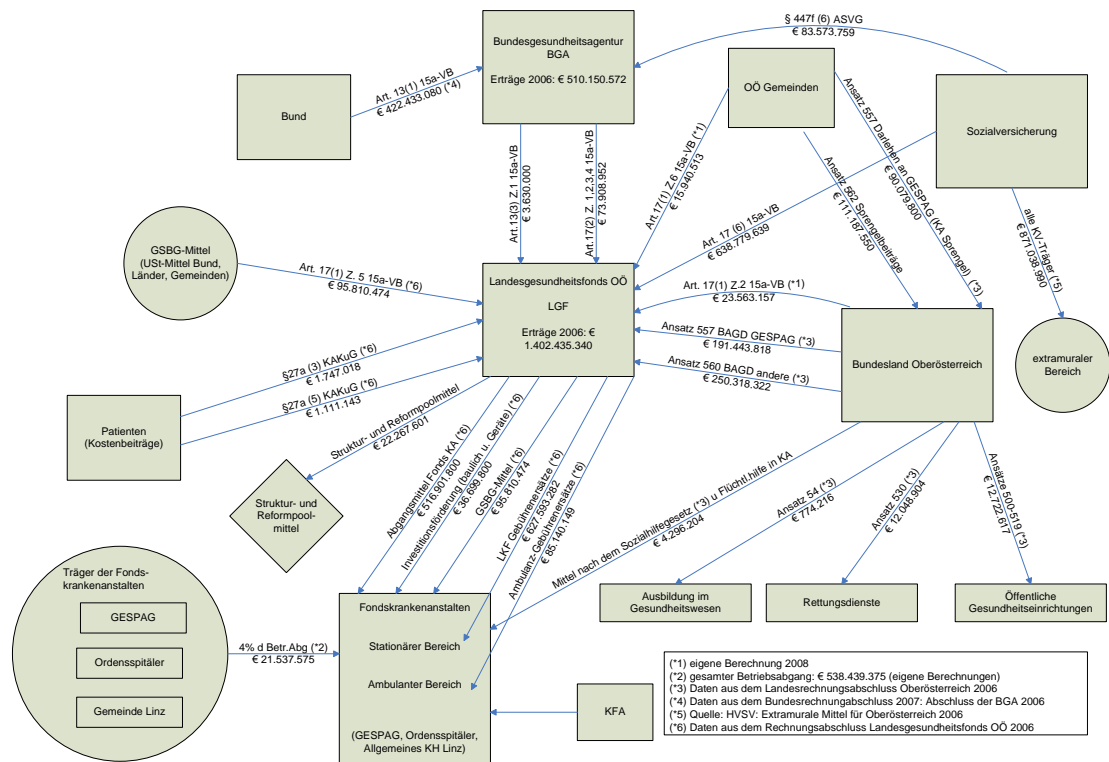 Bundesgesundheitsagentur
BGA
Erträge 2006: € 510.150.572
§ 447f (6) ASVG
€ 83.573.759
Bund
Art. 13(1) 15a-VB
€ 422.433.080 (*4)
OÖ Gemeinden
Sozialversicherung
Art.13(3) Z.1 15a-VB
€ 3.630.000
Art.17(2) Z. 1,2,3,4 15a-VB
€ 73.908.952
Art.17(1) Z.6 15a-VB (*1)
€ 15.940.513
Ansatz 562 Sprengelbeiträge
€ 111.187.550
Ansatz 557 Darlehen an GESPAG (KA Sprengel) (*3)
€ 90.079.800
Art. 17 (6) 15a-VB
€ 638.779.639
alle KV-Träger (*5)
€ 871.038.990
GSBG-Mittel
(USt-Mittel Bund,
Länder, Gemeinden)
Art. 17(1) Z. 5 15a-VB (*6)
€ 95.810.474
Landesgesundheitsfonds OÖ
LGF
Erträge 2006: €
1.402.435.340
Art. 17(1) Z.2 15a-VB (*1)
€ 23.563.157
Ansatz 557 BAGD GESPAG (*3)
€ 191.443.818
Ansatz 560 BAGD andere (*3)
€ 250.318.322
Bundesland Oberösterreich
extramuraler
Bereich
§27a (3) KAKuG (*6)
€ 1.747.018
§27a (5) KAKuG (*6)
€ 1.111.143
Patienten
(Kostenbeiträge)
Struktur- und Reformpoolmittel
€ 22.267.601
Struktur- und
Reformpool-
mittel
Abgangsmittel Fonds KA (*6)
€ 516.901.800
Investitionsförderung (baulich u. Geräte) (*6)
€ 36.699.600
GSBG-Mittel (*6)
€ 95.810.474
LKF Gebührenersätze (*6)
€ 627.593.282
Ambulanz-Gebührenersätze (*6)
€ 85.140.149
Mittel nach dem Sozialhilfegesetz (*3) u Flüchtl.hilfe in KA
€ 4.296.204
Ansatz 54 (*3)
€ 774.216
Ansatz 530 (*3)
€ 12.048.904
Ansätze 500-519 (*3)
€ 12.722.617
Ausbildung im
Gesundheitswesen
Rettungsdienste
Öffentliche
Gesundheitseinrichtungen
Träger der Fonds-
krankenanstalten
GESPAG
Ordensspitäler
Gemeinde Linz
4% d Betr.Abg (*2)
€ 21.537.575
Fondskrankenanstalten
Stationärer Bereich
Ambulanter Bereich
(GESPAG, Ordensspitäler,
Allgemeines KH Linz)
KFA
(*1) eigene Berechnung 2008
(*2) gesamter Betriebsabgang: € 538.439.375 (eigene Berechnungen)
(*3) Daten aus dem Landesrechnungsabschluss Oberösterreich 2006
(*4) Daten aus dem Bundesrechnungabschluss 2007: Abschluss der BGA 2006
(*5) Quelle: HVSV: Extramurale Mittel für Oberösterreich 2006
(*6) Daten aus dem Rechnungsabschluss Landesgesundheitsfonds OÖ 2006